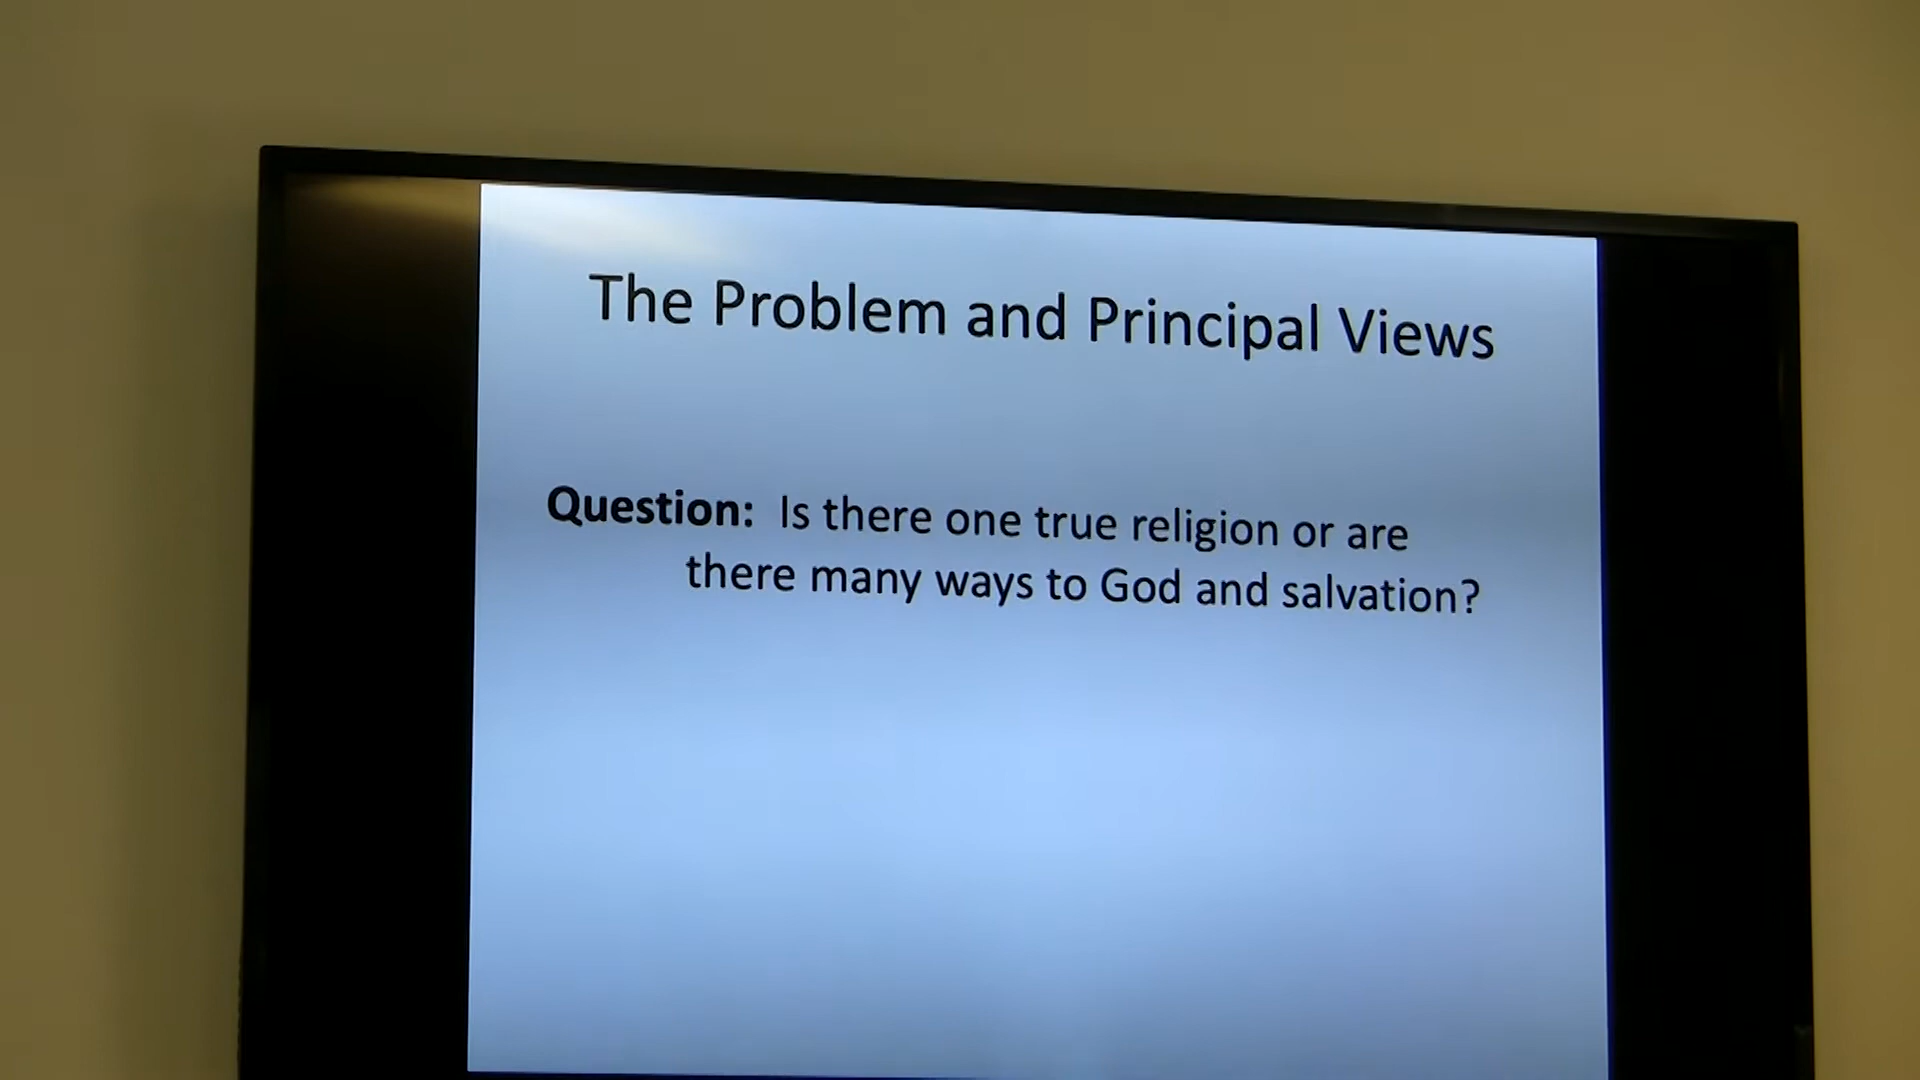 The Problem and Principal Views
Question: Is there one true religion or are
there many ways to God and salvation?